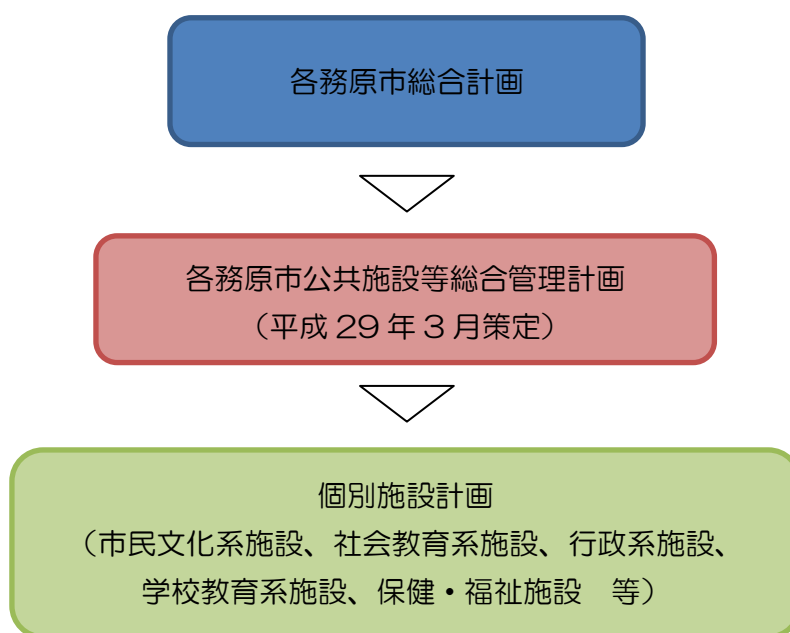 各務原市総合計画
各務原市公共施設等総合管理計画
（平成 29 年 3 月策定）
個別施設計画
（市民文化系施設、社会教育系施設、行政系施設、
学校教育系施設、保健・福祉施設　等）